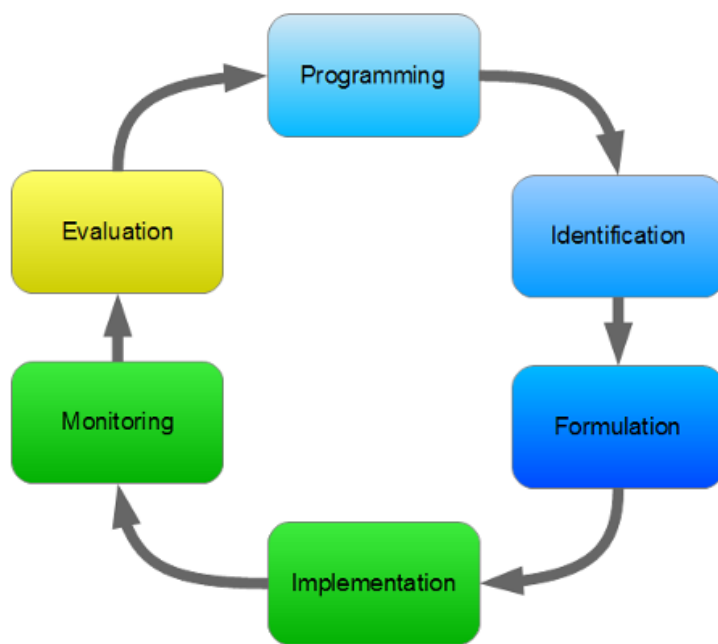 Programming
Identification
Formulation
Implementation
Monitoring
Evaluation